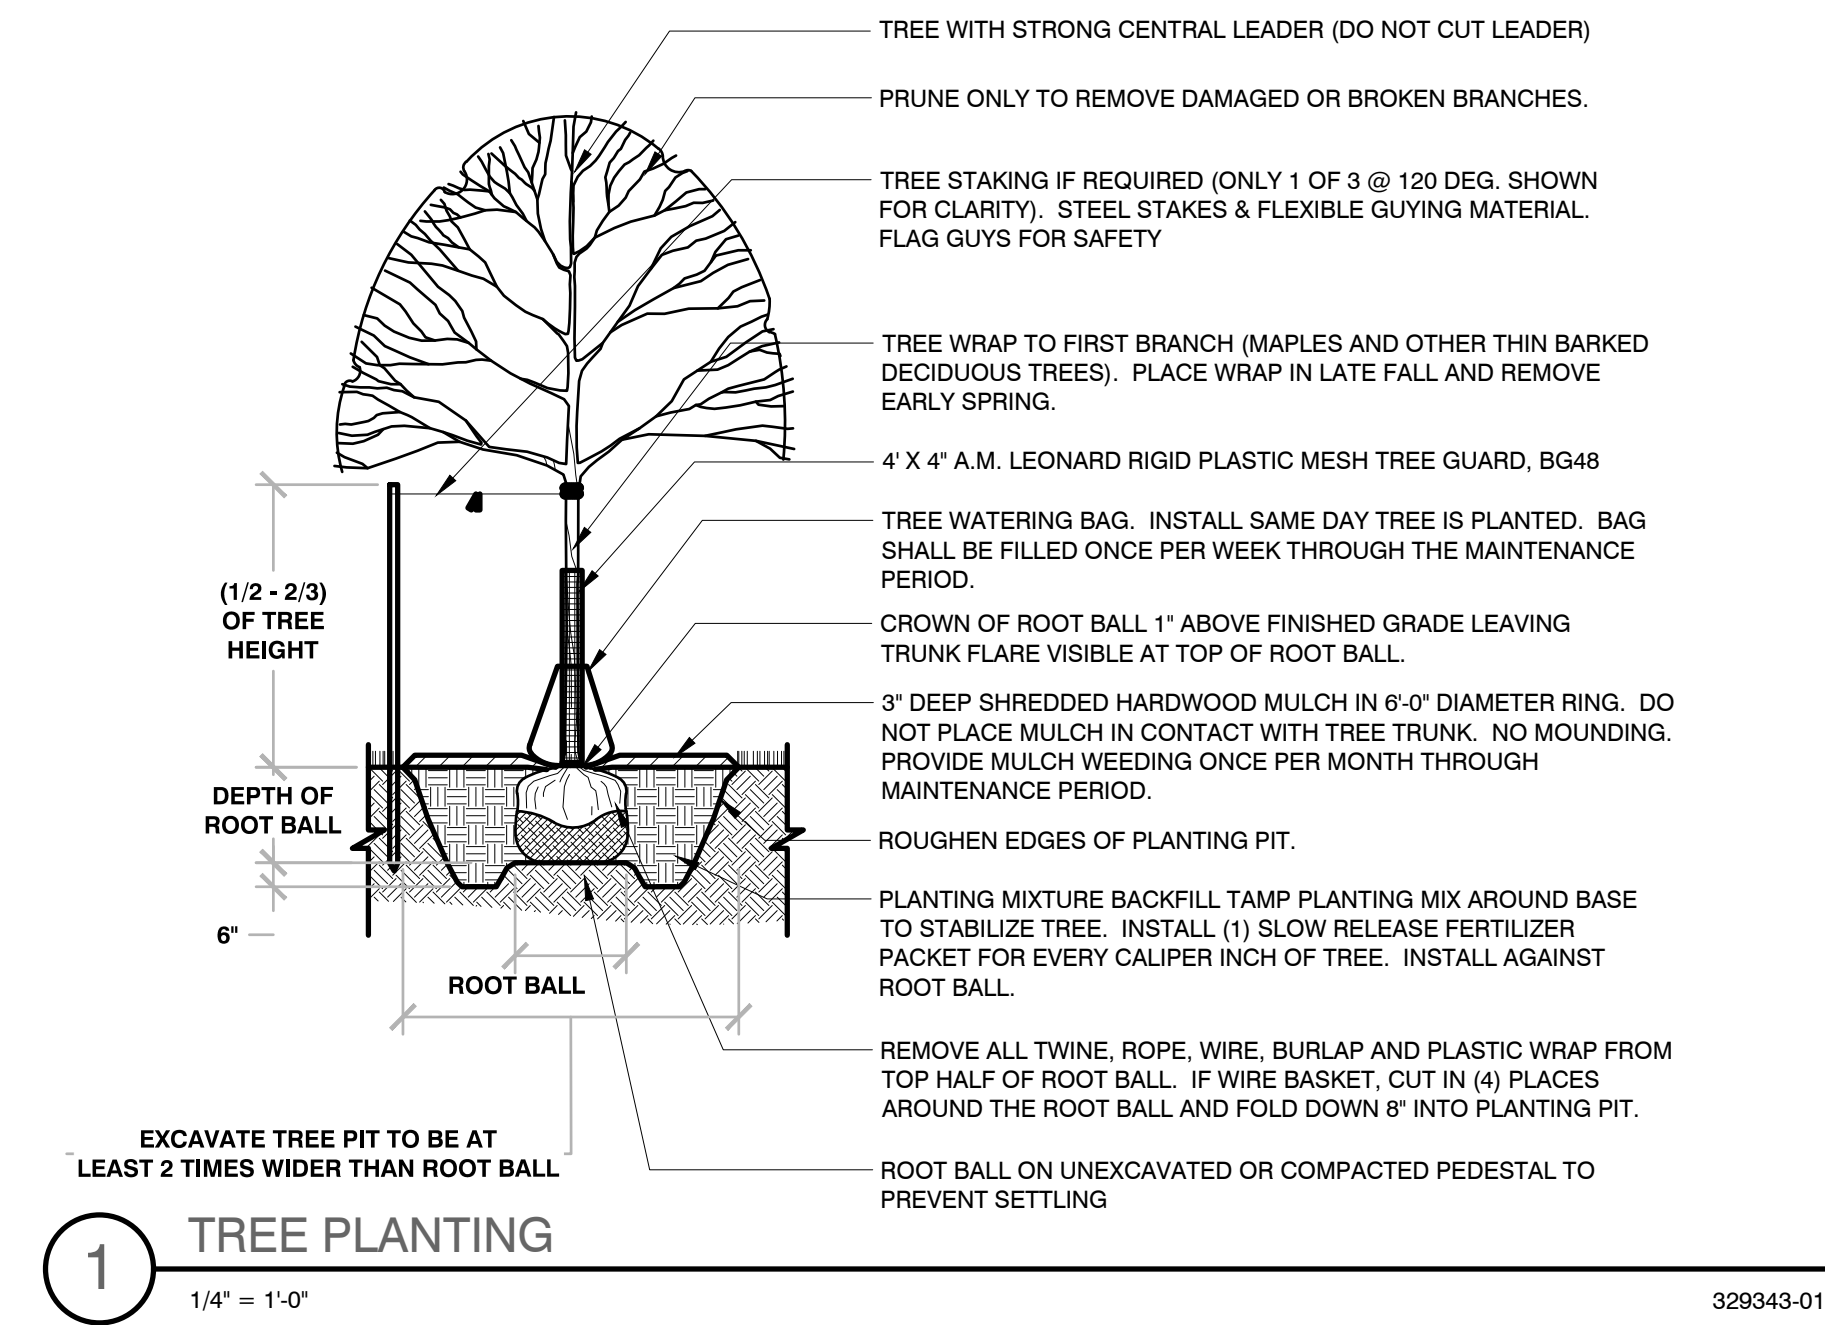 TREE WITH STRONG CENTRAL LEADER (DO NOT CUT LEADER)
PRUNE ONLY TO REMOVE DAMAGED OR BROKEN BRANCHES.
TREE STAKING IF REQUIRED (ONLY 1 OF 3 @ 120 DEG. SHOWN
FOR CLARITY). STEEL STAKES & FLEXIBLE GUYING MATERIAL.
FLAG GUYS FOR SAFETY
TREE WRAP TO FIRST BRANCH (MAPLES AND OTHER THIN BARKED
DECIDUOUS TREES). PLACE WRAP IN LATE FALL AND REMOVE
EARLY SPRING.
4' X 4" A.M. LEONARD RIGID PLASTIC MESH TREE GUARD, BG48
TREE WATERING BAG. INSTALL SAME DAY TREE IS PLANTED. BAG
SHALL BE FILLED ONCE PER WEEK THROUGH THE MAINTENANCE
PERIOD.
CROWN OF ROOT BALL 1" ABOVE FINISHED GRADE LEAVING
TRUNK FLARE VISIBLE AT TOP OF ROOT BALL.
3" DEEP SHREDDED HARDWOOD MULCH IN 6'-0" DIAMETER RING. DO
NOT PLACE MULCH IN CONTACT WITH TREE TRUNK. NO MOUNDING.
PROVIDE MULCH WEEDING ONCE PER MONTH THROUGH
MAINTENANCE PERIOD.
ROUGHEN EDGES OF PLANTING PIT.
PLANTING MIXTURE BACKFILL TAMP PLANTING MIX AROUND BASE
TO STABILIZE TREE. INSTALL (1) SLOW RELEASE FERTILIZER
PACKET FOR EVERY CALIPER INCH OF TREE. INSTALL AGAINST
ROOT BALL.
REMOVE ALL TWINE, ROPE, WIRE, BURLAP AND PLASTIC WRAP FROM
TOP HALF OF ROOT BALL. IF WIRE BASKET, CUT IN (4) PLACES
AROUND THE ROOT BALL AND FOLD DOWN 8" INTO PLANTING PIT.
ROOT BALL ON UNEXCAVATED OR COMPACTED PEDESTAL TO
PREVENT SETTLING
(1/2 - 2/3)
OF TREE
HEIGHT
DEPTH OF
ROOT BALL
6"
ROOT BALL
EXCAVATE TREE PIT TO BE AT
LEAST 2 TIMES WIDER THAN ROOT BALL
1
TREE PLANTING
1/4" = 1'-0"
329343-01